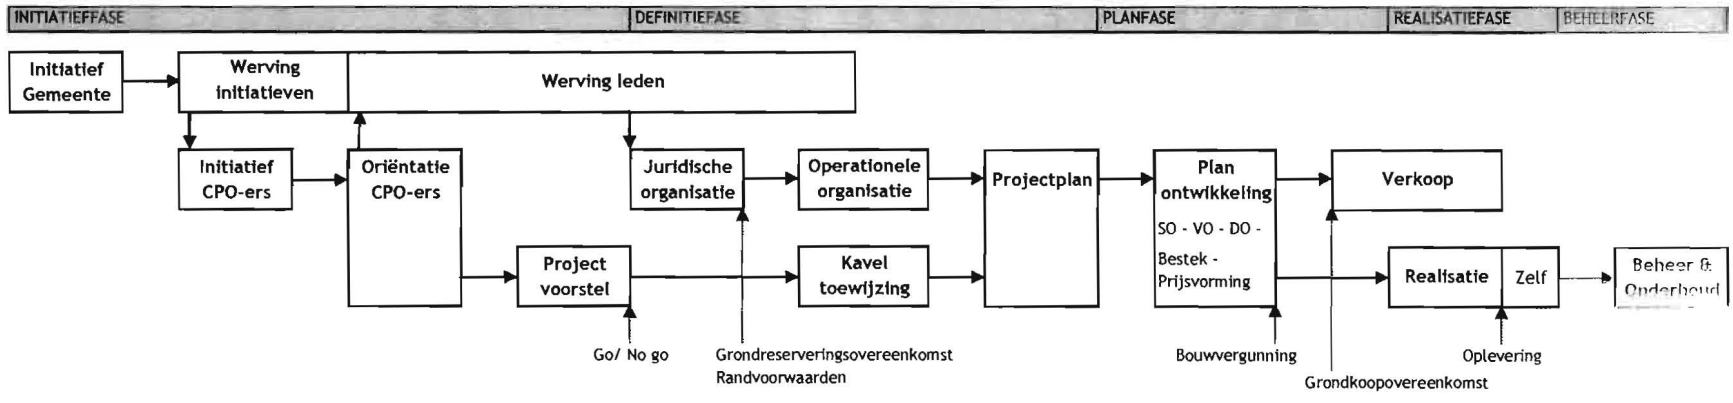 INITIATIEFFASE
DEFINITIEFASE
PLANFASE
REALISATIEFASE
BEHEERFASE
Initiatief
Gemeente
Werving
initiatieven
Werving leden
Initiatief
CPO-ers
Oriëntatie
CPO-ers
Juridische
organisatie
Operationele
organisatie
Projectplan
Plan
ontwikkeling
SO - VO - DO -
Bestek -
Prijsvorming
Verkoop
Project
voorstel
Kavel
toewijzing
Realisatie
Zelf
Beheer &
Onderhoud
Go/ No go
Grondreserveringsovereenkomst
Randvoorwaarden
Bouwvergunning
Oplevering
Grondkoopovereenkomst